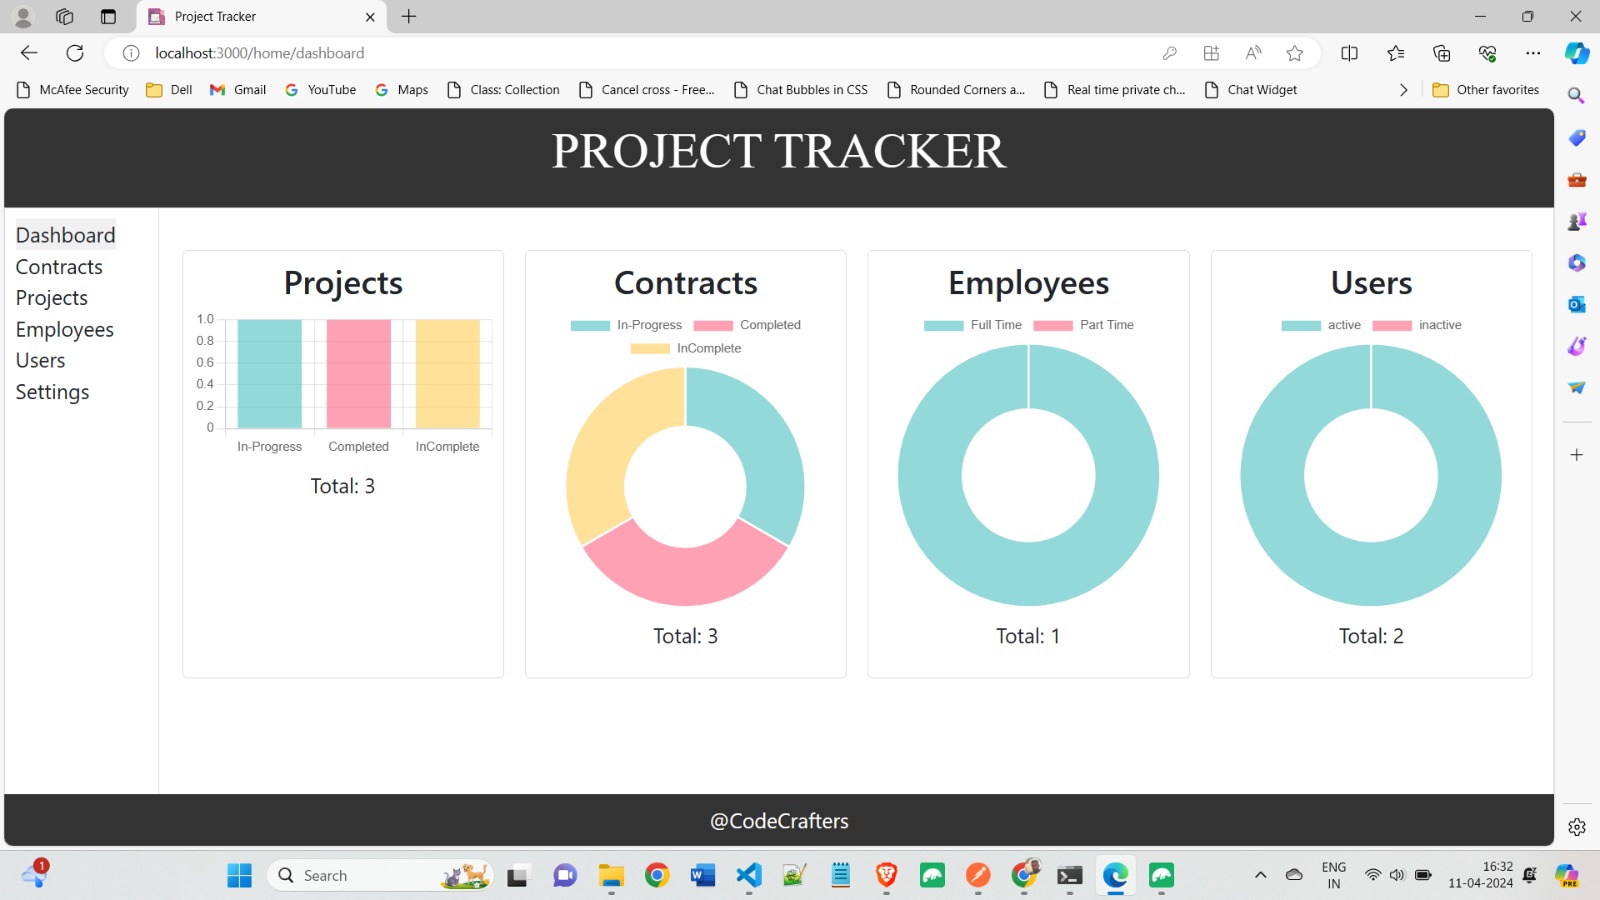 Project Tracker
localhost:3000/home/dashboard
McAfee Security Dell Gmail YouTube Maps Class: Collection Cancel cross - Free... Chat Bubbles in CSS Rounded Corners a... Real time private ch... Chat Widget Other favorites
PROJECT TRACKER
Dashboard
Contracts
Projects
Employees
Users
Settings
Projects
1.0
0.8
0.6
0.4
0.2
0
In-Progress Completed InComplete
Total: 3
Contracts
In-Progress Completed
InComplete
Total: 3
Employees
Full Time Part Time
Total: 1
Users
active inactive
Total: 2
@CodeCrafters
1
Search
ENG
IN
16:32
11-04-2024
PRE